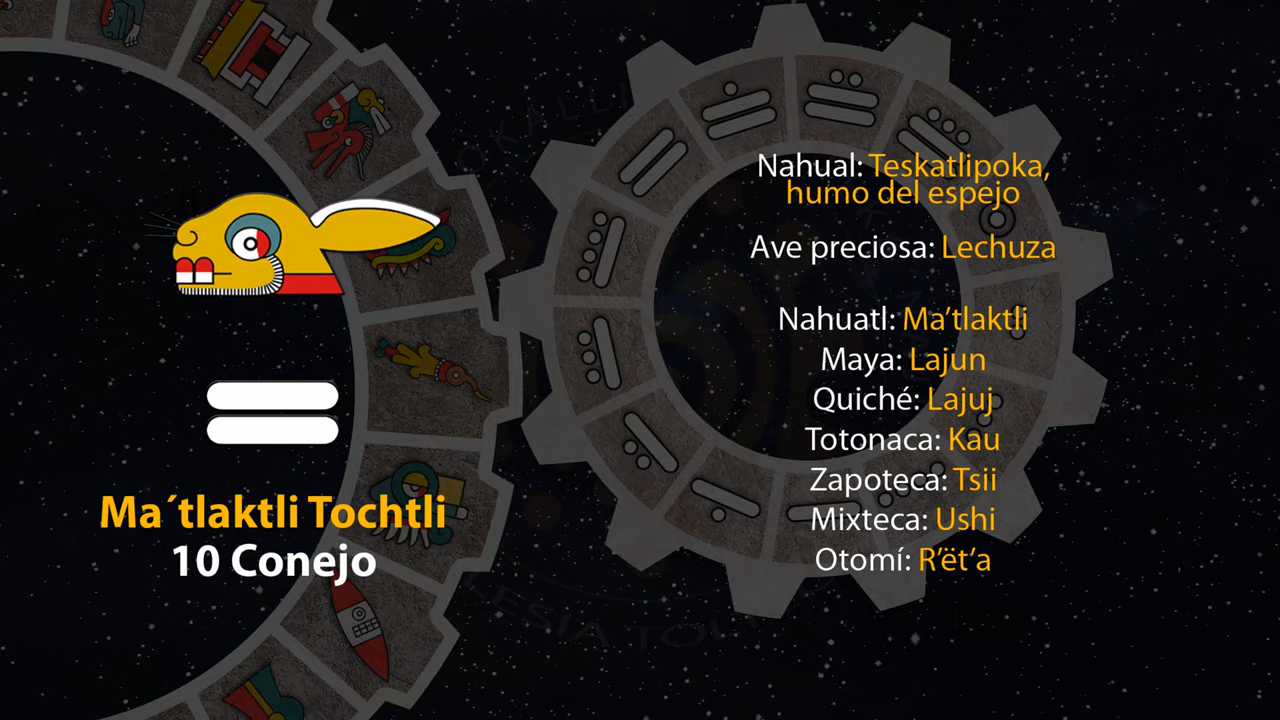 Ma´tlaktli Tochtli
10 Conejo
Nahual: Teskatlipoka,
humo del espejo
Ave preciosa: Lechuza
Nahuatl: Ma’tlaktli
Maya: Lajun
Quiché: Lajuj
Totonaca: Kau
Zapoteca: Tsii
Mixteca: Ushi
Otomí: R’ët’a